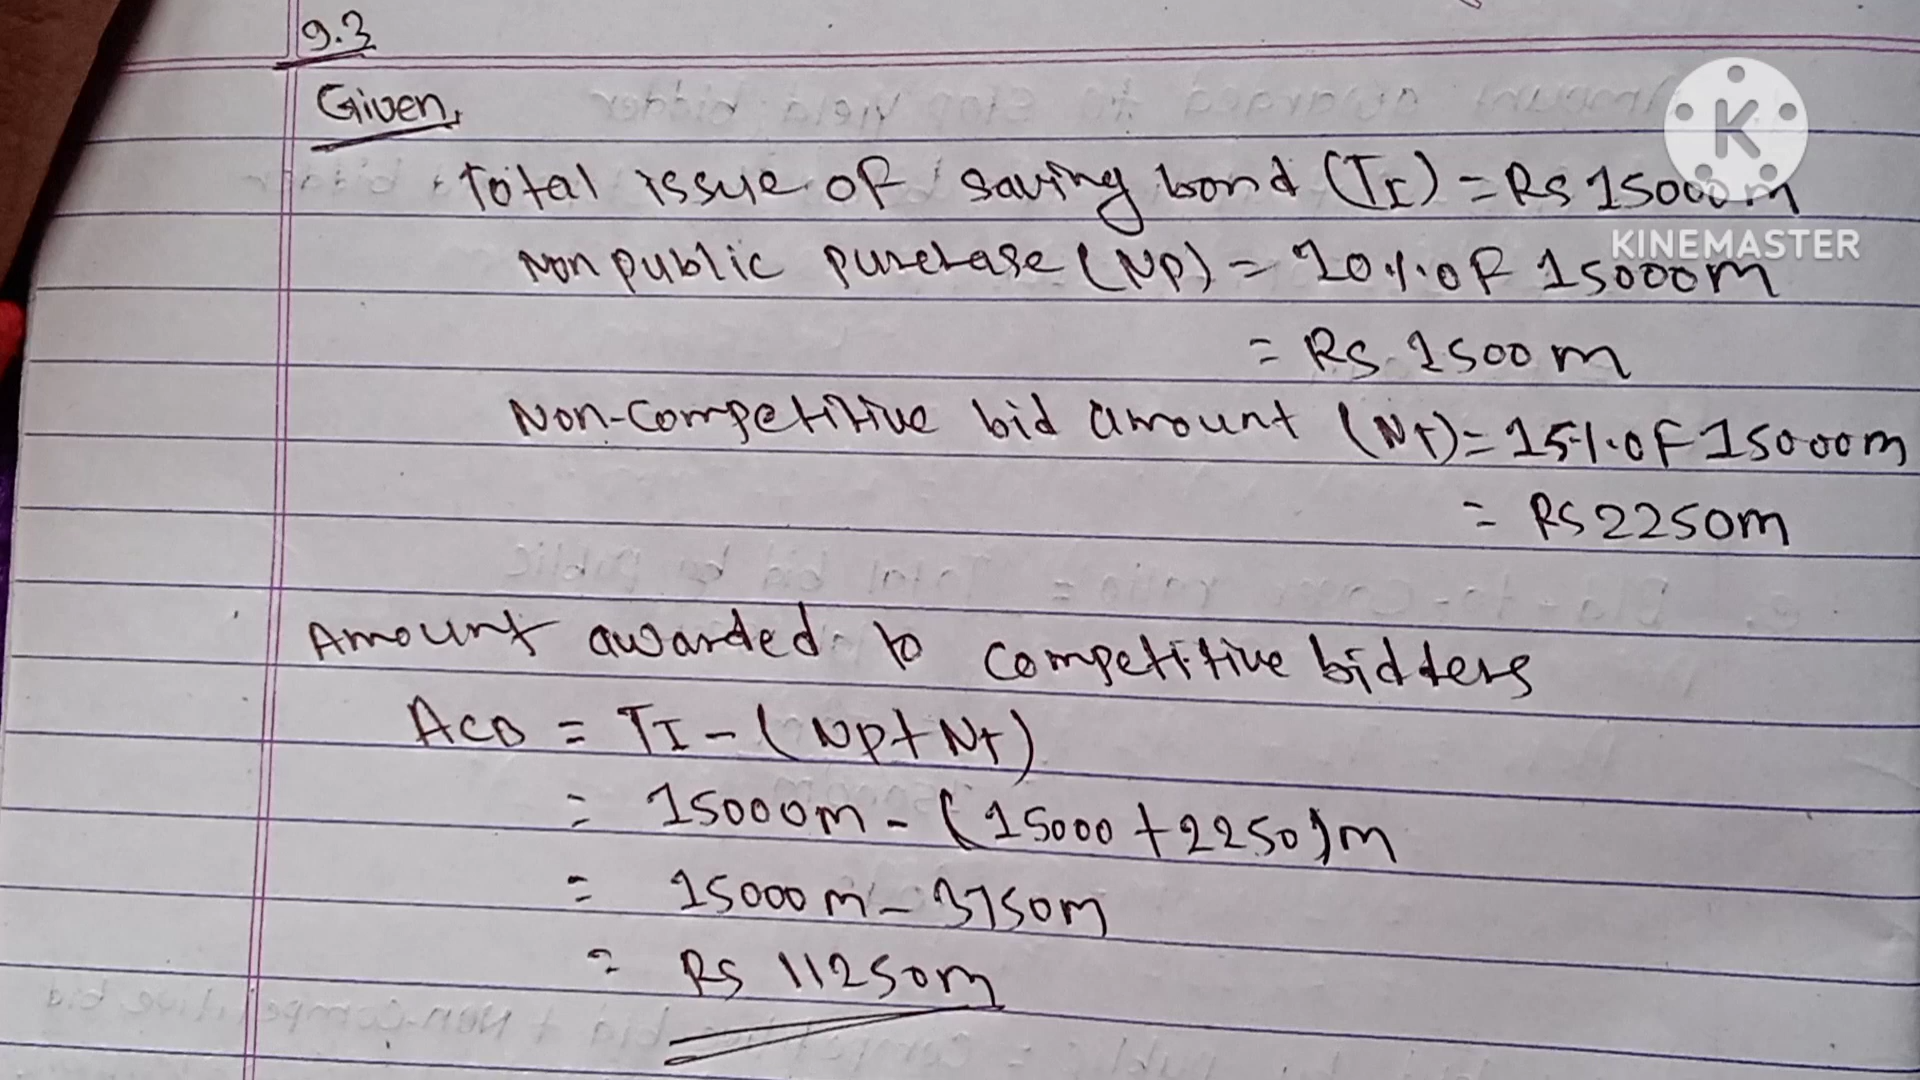 9.3
Given,
Total issue of saving bond (TI) = Rs 15000m
K
KINEMASTER
Non public purchase (Np) = 10% of 15000m
= Rs 1500m
Non-competitive bid amount (NT) = 15% of 15000m
= Rs 2250m
Amount awarded to competitive bidders
ACB = TI - (Np + NT)
= 15000m - (15000 + 2250)m
= 15000m - 3750m
= Rs 11250m